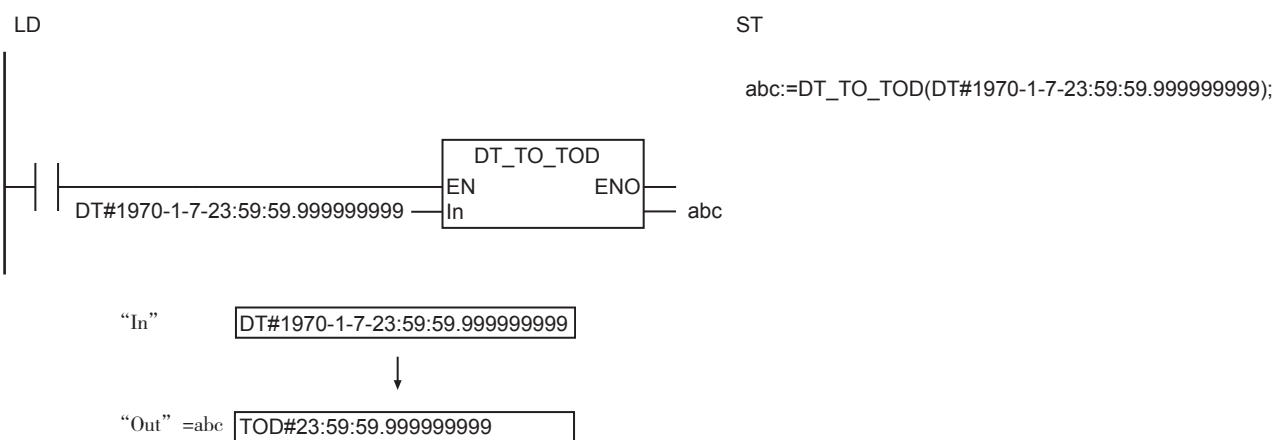 LD
ST
abc:=DT_TO_TOD(DT#1970-1-7-23:59:59.999999999);
DT_TO_TOD
EN ENO
DT#1970-1-7-23:59:59.999999999 In abc
“In” DT#1970-1-7-23:59:59.999999999
“Out” =abc TOD#23:59:59.999999999